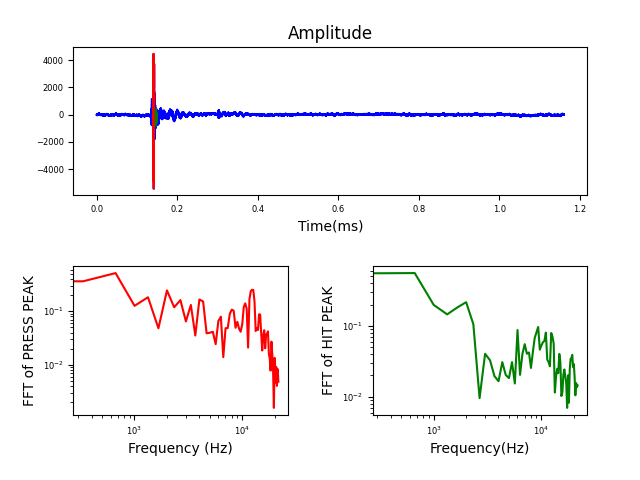 Amplitude
4000
2000
0
−2000
−4000
0.0 0.2 0.4 0.6 0.8 1.0 1.2
Time(ms)
FFT of PRESS PEAK
10⁻¹
10⁻²
10³ 10⁴
Frequency (Hz)
FFT of HIT PEAK
10⁻¹
10⁻²
10³ 10⁴
Frequency(Hz)